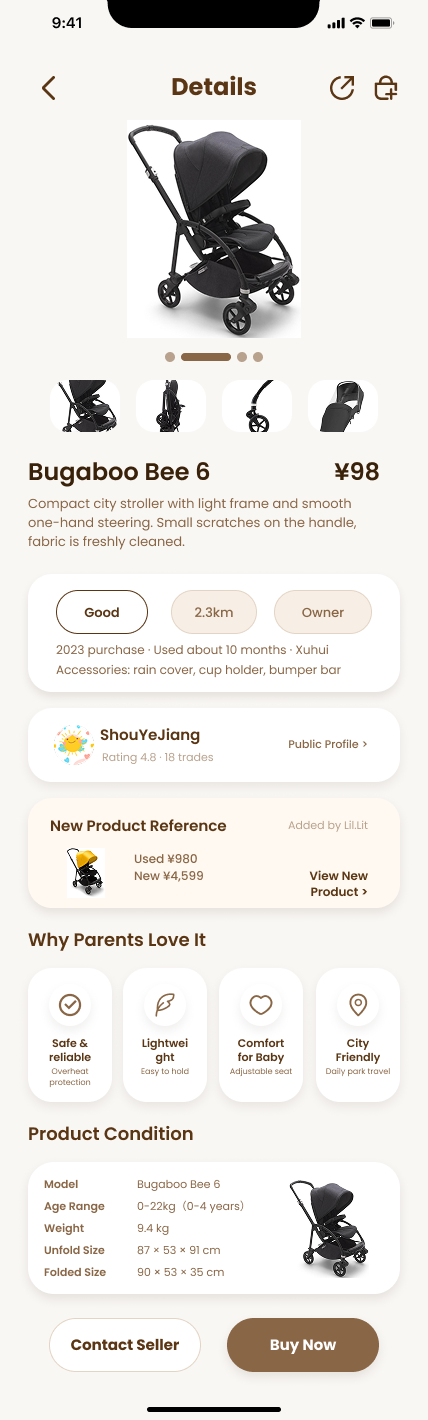 9:41
Details
Bugaboo Bee 6
¥98
Compact city stroller with light frame and smooth
one-hand steering. Small scratches on the handle,
fabric is freshly cleaned.
Good
2.3km
Owner
2023 purchase · Used about 10 months · Xuhui
Accessories: rain cover, cup holder, bumper bar
ShouYeJiang
Rating 4.8 · 18 trades
Public Profile >
New Product Reference
Added by Lil.Lit
Used ¥980
New ¥4,599
View New
Product >
Why Parents Love It
Safe &
reliable
Overheat
protection
Lightwei
ght
Easy to hold
Comfort
for Baby
Adjustable seat
City
Friendly
Daily park travel
Product Condition
Model Bugaboo Bee 6
Age Range 0-22kg（0-4 years）
Weight 9.4 kg
Unfold Size 87 × 53 × 91 cm
Folded Size 90 × 53 × 35 cm
Contact Seller
Buy Now